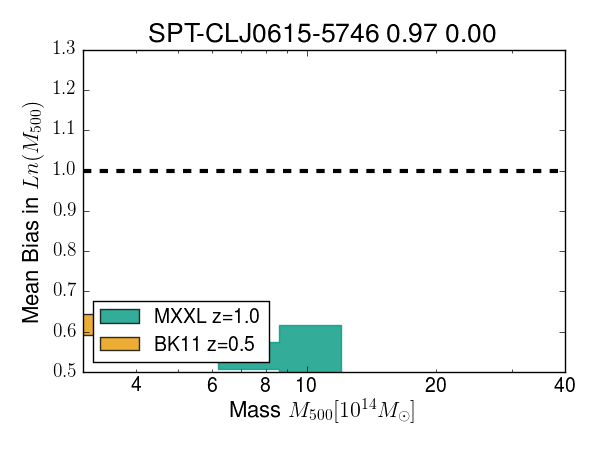 SPT-CLJ0615-5746 0.97 0.00
1.3
1.2
1.1
1.0
0.9
0.8
0.7
0.6
0.5
Mean Bias in Ln(M₅₀₀)
MXXL z=1.0
BK11 z=0.5
4 6 8 10 20 40
Mass M₅₀₀[10¹⁴M⊙]